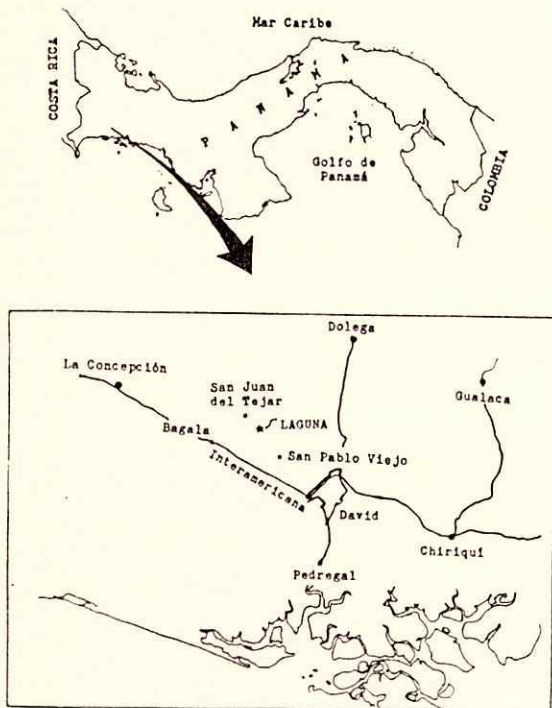 Mar Caribe
COSTA RICA
PANAMA
Golfo de
Panamá
COLOMBIA
Dolega
La Concepción
Gualaca
San Juan
del Tejar
LAGUNA
Bagala
San Pablo Viejo
Interamericana
David
Chiriquí
Pedregal